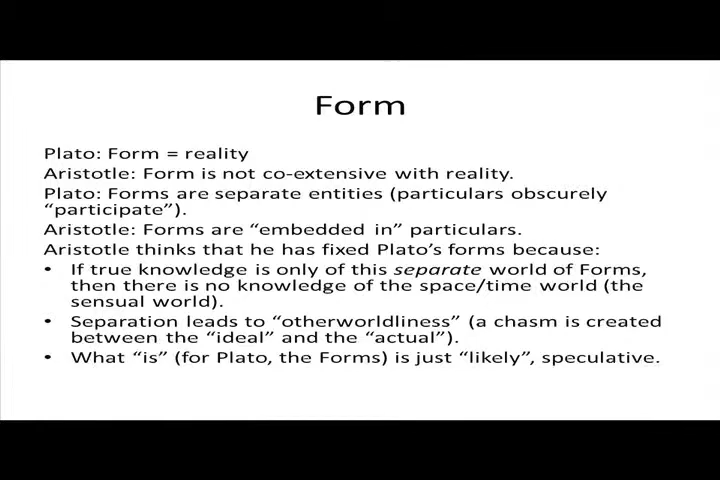 Form
Plato: Form = reality
Aristotle: Form is not co-extensive with reality.
Plato: Forms are separate entities (particulars obscurely
“participate”).
Aristotle: Forms are “embedded in” particulars.
Aristotle thinks that he has fixed Plato’s forms because:
• If true knowledge is only of this separate world of Forms,
then there is no knowledge of the space/time world (the
sensual world).
• Separation leads to “otherworldliness” (a chasm is created
between the “ideal” and the “actual”).
• What “is” (for Plato, the Forms) is just “likely”, speculative.